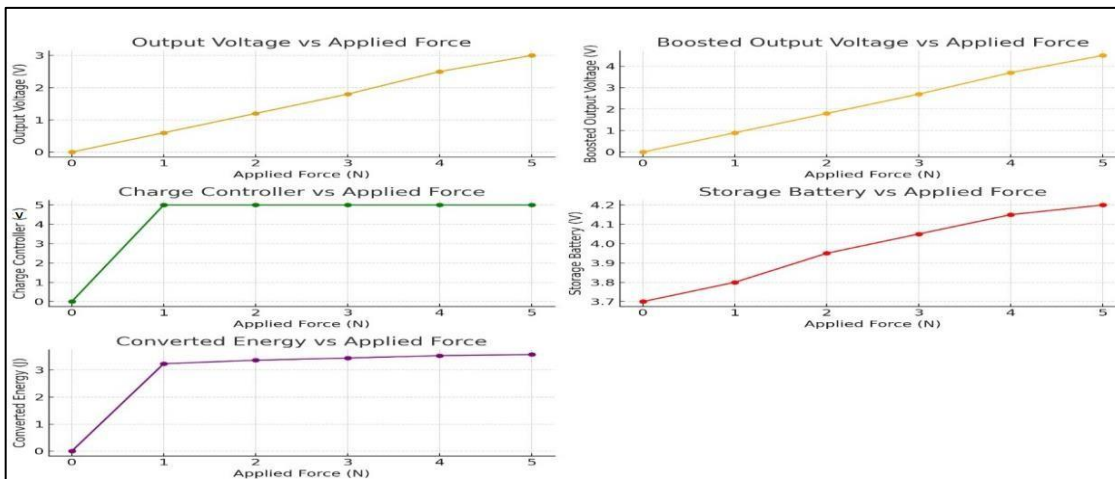 Output Voltage vs Applied Force
Output Voltage (V)
3
2
1
0
0 1 2 3 4 5
Applied Force (N)
Boosted Output Voltage vs Applied Force
Boosted Output Voltage (V)
4
3
2
1
0
0 1 2 3 4 5
Applied Force (N)
Charge Controller vs Applied Force
Charge Controller (<)
5
4
3
2
1
0
0 1 2 3 4 5
Applied Force (N)
Storage Battery vs Applied Force
Storage Battery (V)
4.2
4.1
4.0
3.9
3.8
3.7
0 1 2 3 4 5
Applied Force (N)
Converted Energy vs Applied Force
Converted Energy (J)
3
2
1
0
0 1 2 3 4 5
Applied Force (N)